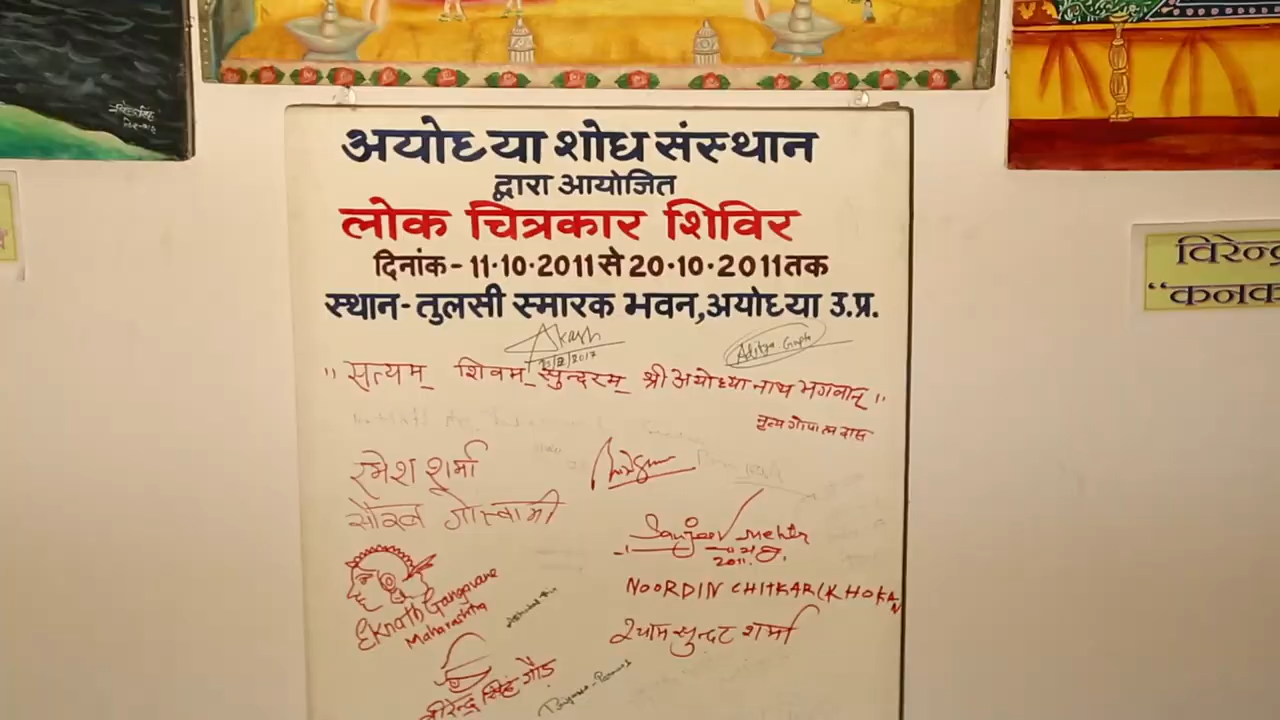 अयोध्या शोध संस्थान
द्वारा आयोजित
लोक चित्रकार शिविर
दिनांक - 11.10.2011 से 20.10.2011 तक
स्थान - तुलसी स्मारक भवन, अयोध्या उ.प्र.
Akash
Aditya Gupta
"सत्यम् शिवम् सुन्दरम् श्री अयोध्या नाथ भगवान्"
नृत्य गोपाल दास
रमेश शर्मा
सौरव गोस्वामी
Sanjeev Mehta
2011.
Eknath Gangavane
Maharashtra
NOORDIN CHITKAR (KHOKAN
श्याम सुन्दर शर्मा
वीरेन्द्र सिंह गौड़
विरेन्द्र
"कनक